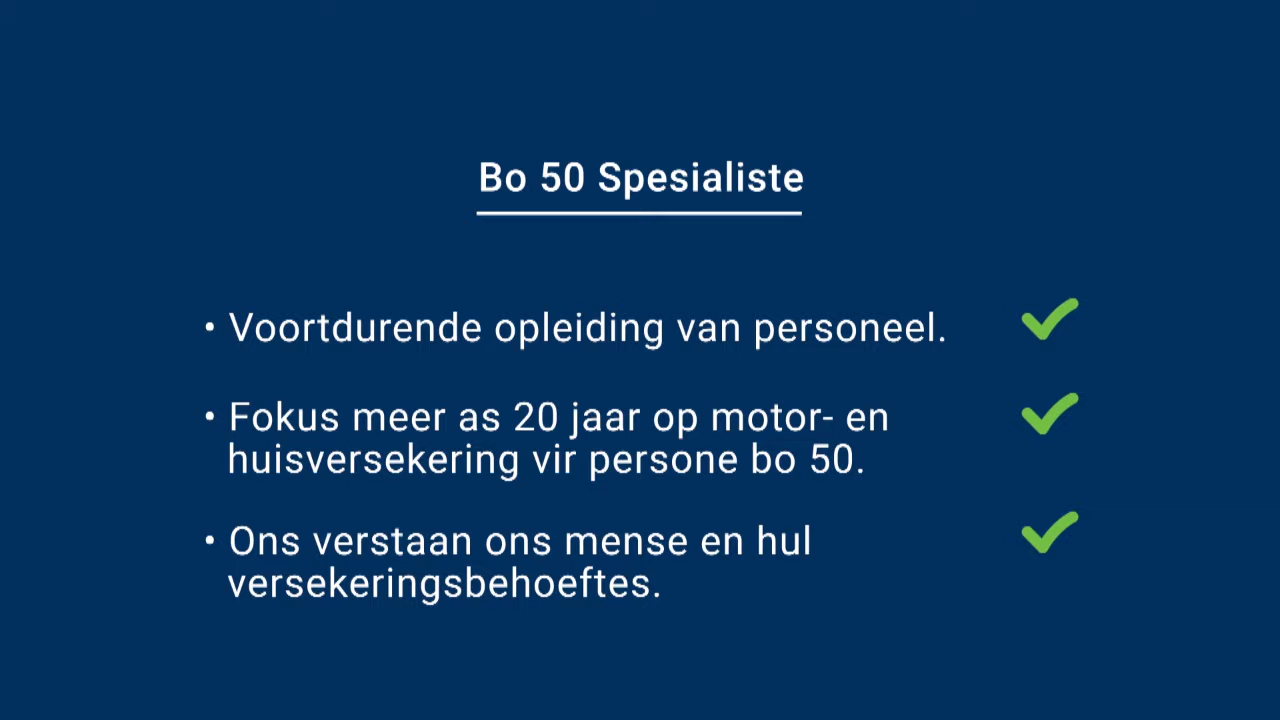 Bo 50 Spesialiste
• Voortdurende opleiding van personeel.
• Fokus meer as 20 jaar op motor- en
huisversekering vir persone bo 50.
• Ons verstaan ons mense en hul
versekeringsbehoeftes.